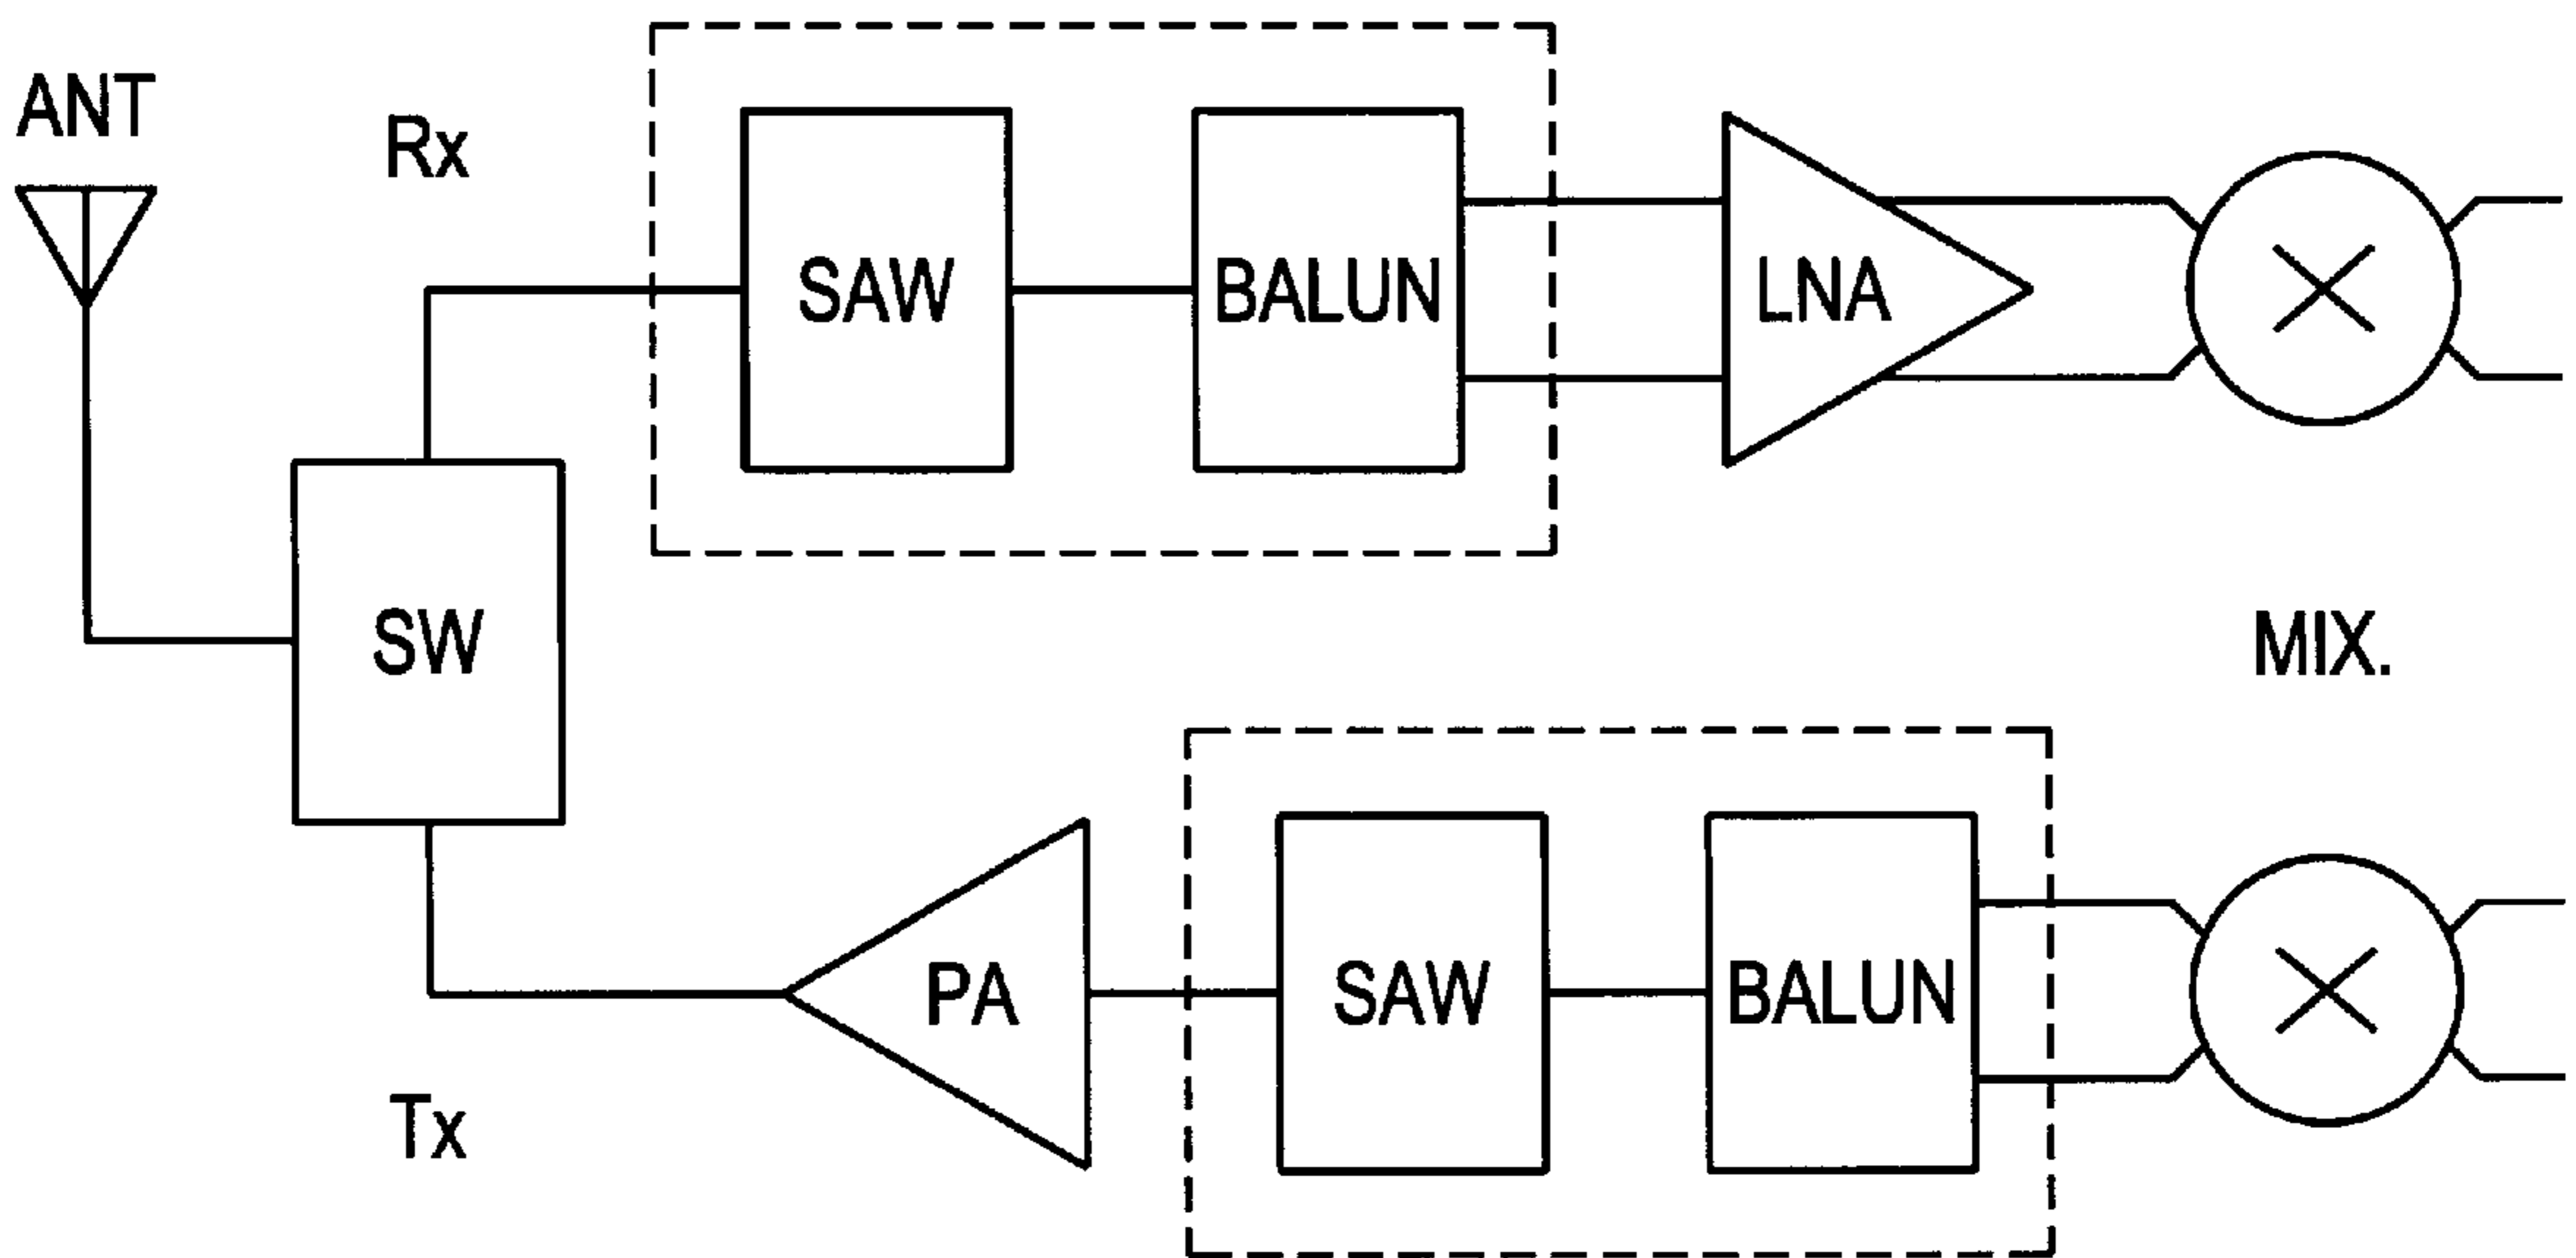 ANT
Rx
SAW
BALUN
LNA
SW
MIX.
PA
SAW
BALUN
Tx